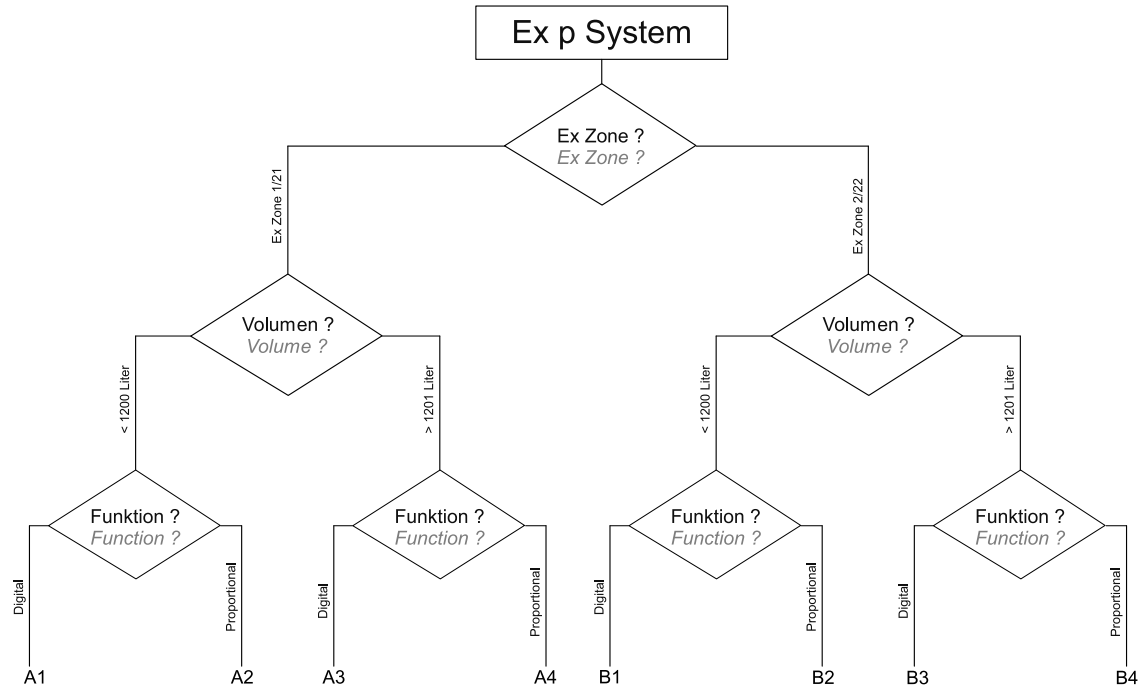 Ex p System
Ex Zone ?
Ex Zone ?
Ex Zone 1/21
Ex Zone 2/22
Volumen ?
Volume ?
Volumen ?
Volume ?
< 1200 Liter
> 1201 Liter
< 1200 Liter
> 1201 Liter
Funktion ?
Function ?
Funktion ?
Function ?
Funktion ?
Function ?
Funktion ?
Function ?
Digital
Proportional
Digital
Proportional
Digital
Proportional
Digital
Proportional
A1
A2
A3
A4
B1
B2
B3
B4